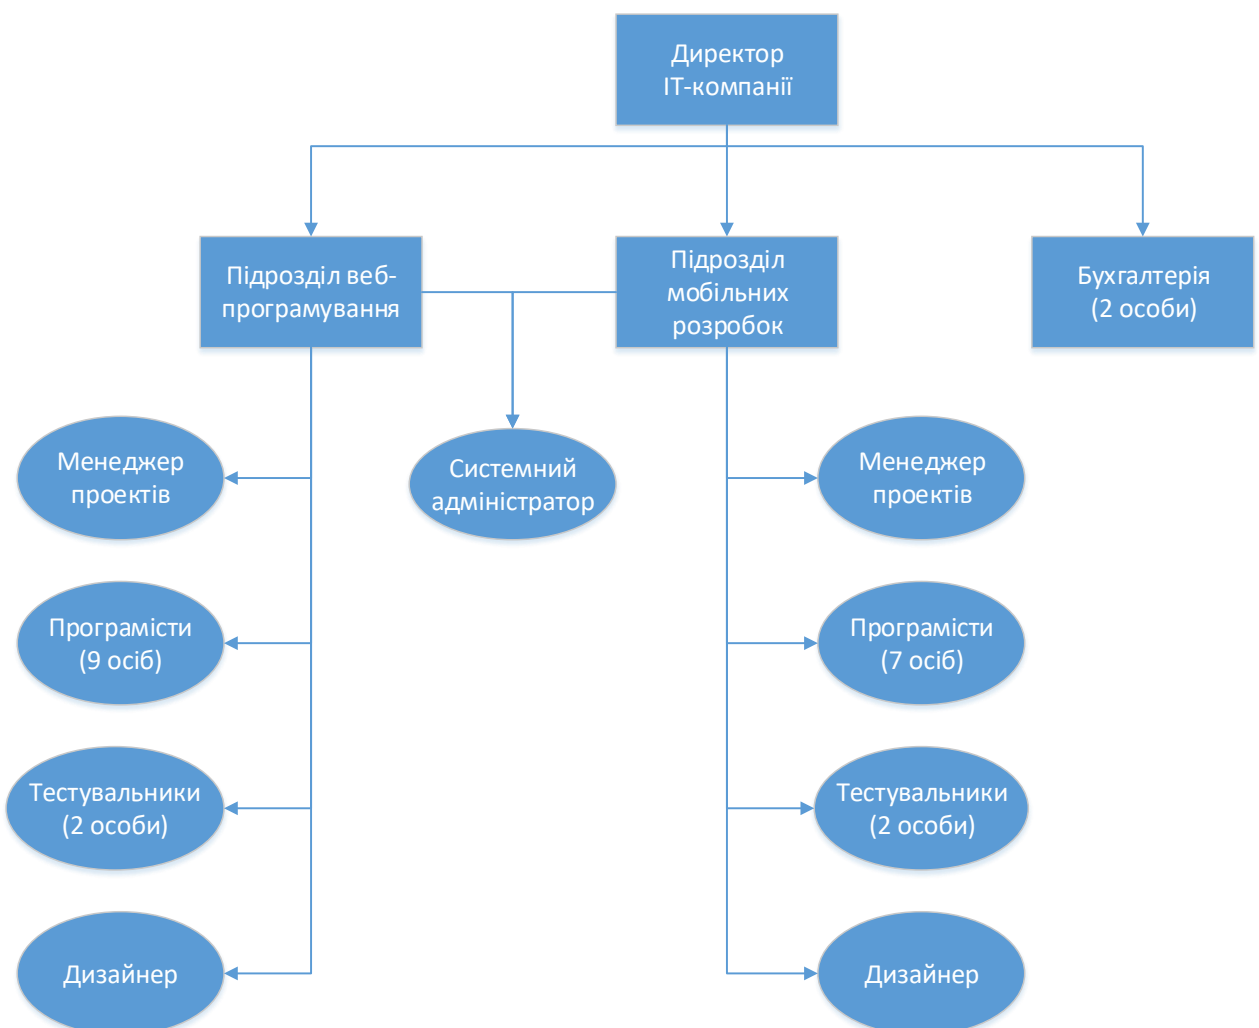 Директор
ІТ-компанії
Підрозділ веб-
програмування
Підрозділ
мобільних
розробок
Бухгалтерія
(2 особи)
Менеджер
проектів
Системний
адміністратор
Менеджер
проектів
Програмісти
(9 осіб)
Програмісти
(7 осіб)
Тестувальники
(2 особи)
Тестувальники
(2 особи)
Дизайнер
Дизайнер